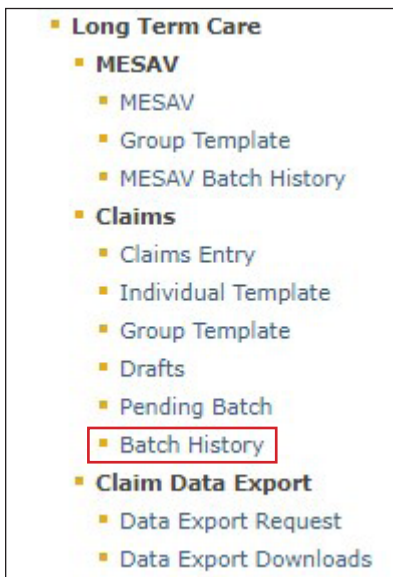 Long Term Care
MESAV
MESAV
Group Template
MESAV Batch History
Claims
Claims Entry
Individual Template
Group Template
Drafts
Pending Batch
Batch History
Claim Data Export
Data Export Request
Data Export Downloads